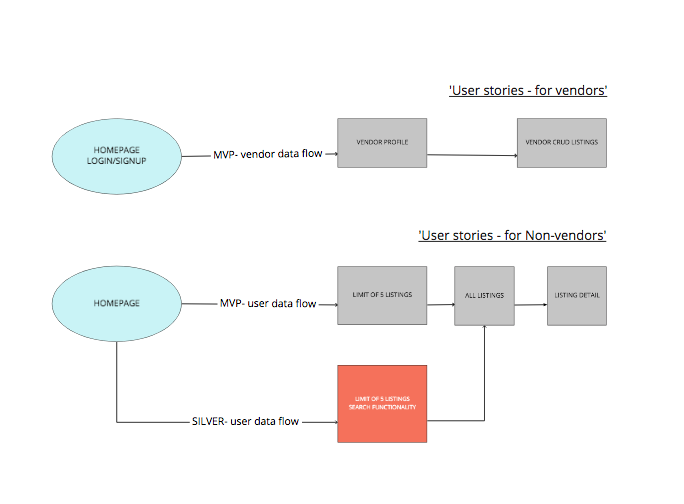 'User stories - for vendors'
HOMEPAGE
LOGIN/SIGNUP
MVP- vendor data flow
VENDOR PROFILE
VENDOR CRUD LISTINGS
'User stories - for Non-vendors'
HOMEPAGE
MVP- user data flow
LIMIT OF 5 LISTINGS
ALL LISTINGS
LISTING DETAIL
SILVER- user data flow
LIMIT OF 5 LISTINGS
SEARCH FUNCTIONALITY